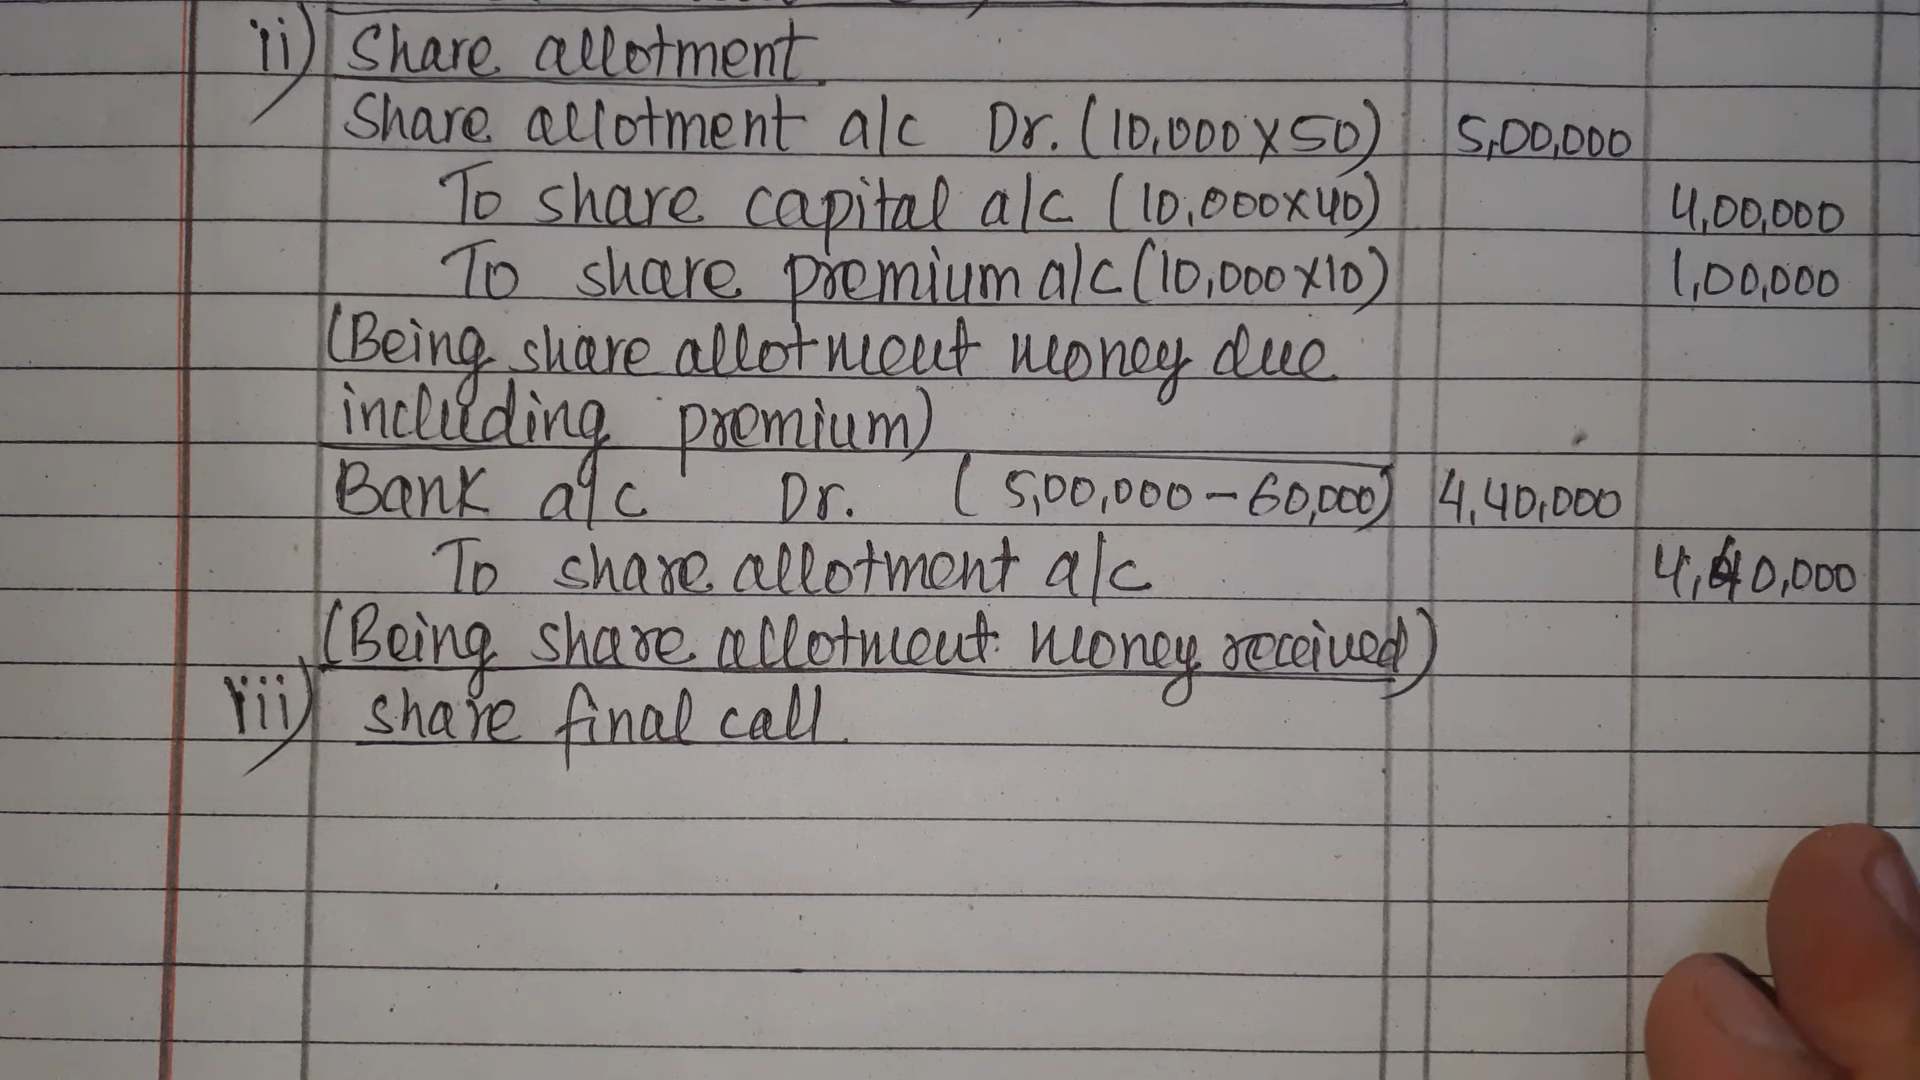 ii) Share allotment
Share allotment a/c Dr. (10,000 x 50) 5,00,000
To share capital a/c (10,000x40) 4,00,000
To share premium a/c (10,000x10) 1,00,000
(Being share allotment money due
including premium)
Bank a/c Dr. (5,00,000-60,000) 4,40,000
To share allotment a/c 4,40,000
(Being share allotment money received)
iii) share final call